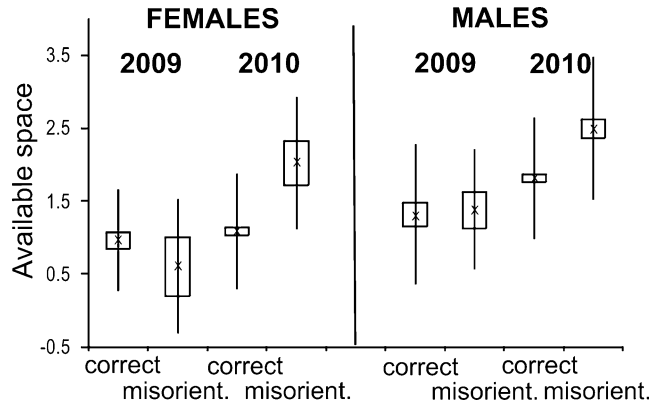 FEMALES MALES
2009 2010 2009 2010
Available space
3.5
2.5
1.5
0.5
-0.5
correct correct correct correct
misorient. misorient. misorient. misorient.